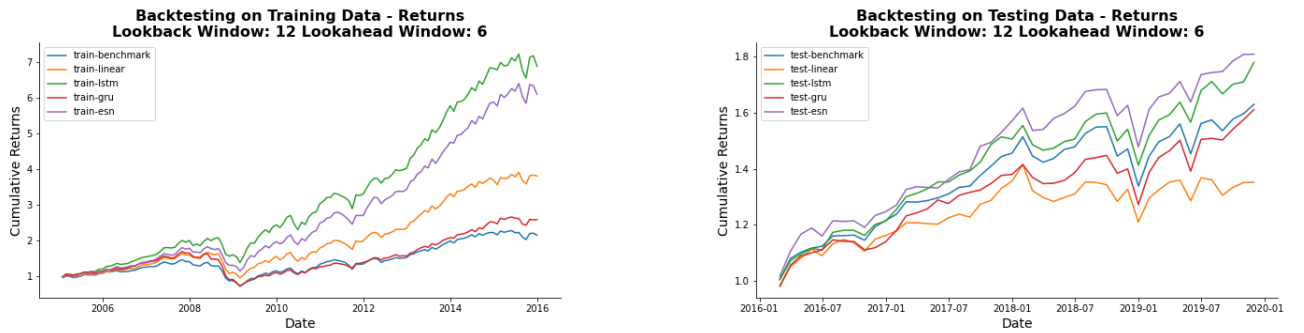 Backtesting on Training Data - Returns
Lookback Window: 12 Lookahead Window: 6
train-benchmark
train-linear
train-lstm
train-gru
train-esn
7
6
5
4
3
2
1
Cumulative Returns
2006
2008
2010
2012
2014
2016
Date
Backtesting on Testing Data - Returns
Lookback Window: 12 Lookahead Window: 6
test-benchmark
test-linear
test-lstm
test-gru
test-esn
1.8
1.6
1.4
1.2
1.0
Cumulative Returns
2016-01
2016-07
2017-01
2017-07
2018-01
2018-07
2019-01
2019-07
2020-01
Date